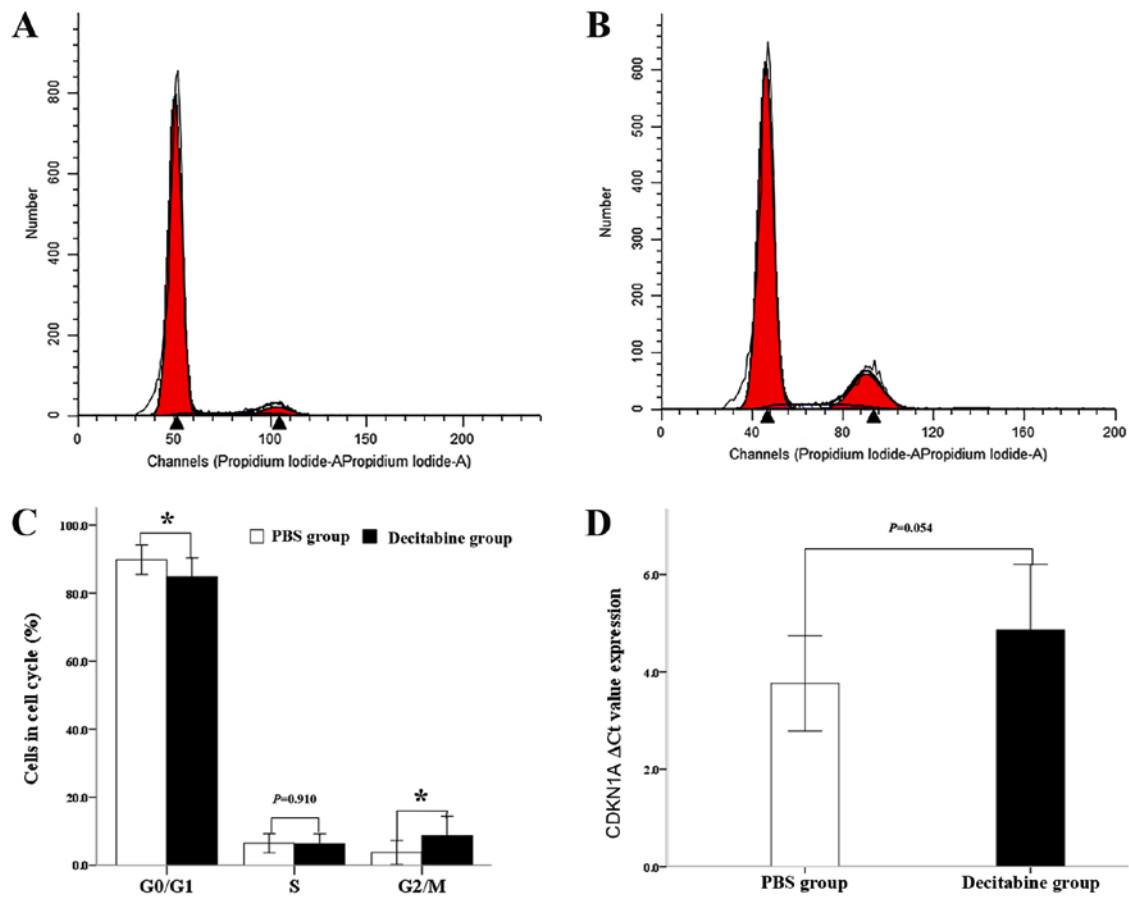 A
800
600
400
200
0
Number
0 50 100 150 200
Channels (Propidium Iodide-APropidium Iodide-A)
B
600
500
400
300
200
100
0
Number
0 40 80 120 160 200
Channels (Propidium Iodide-APropidium Iodide-A)
C
PBS group Decitabine group
100.0
80.0
60.0
40.0
20.0
0.0
Cells in cell cycle (%)
*
P=0.910
*
G0/G1 S G2/M
D
P=0.054
6.0
4.0
2.0
0.0
CDKN1A ΔCt value expression
PBS group Decitabine group